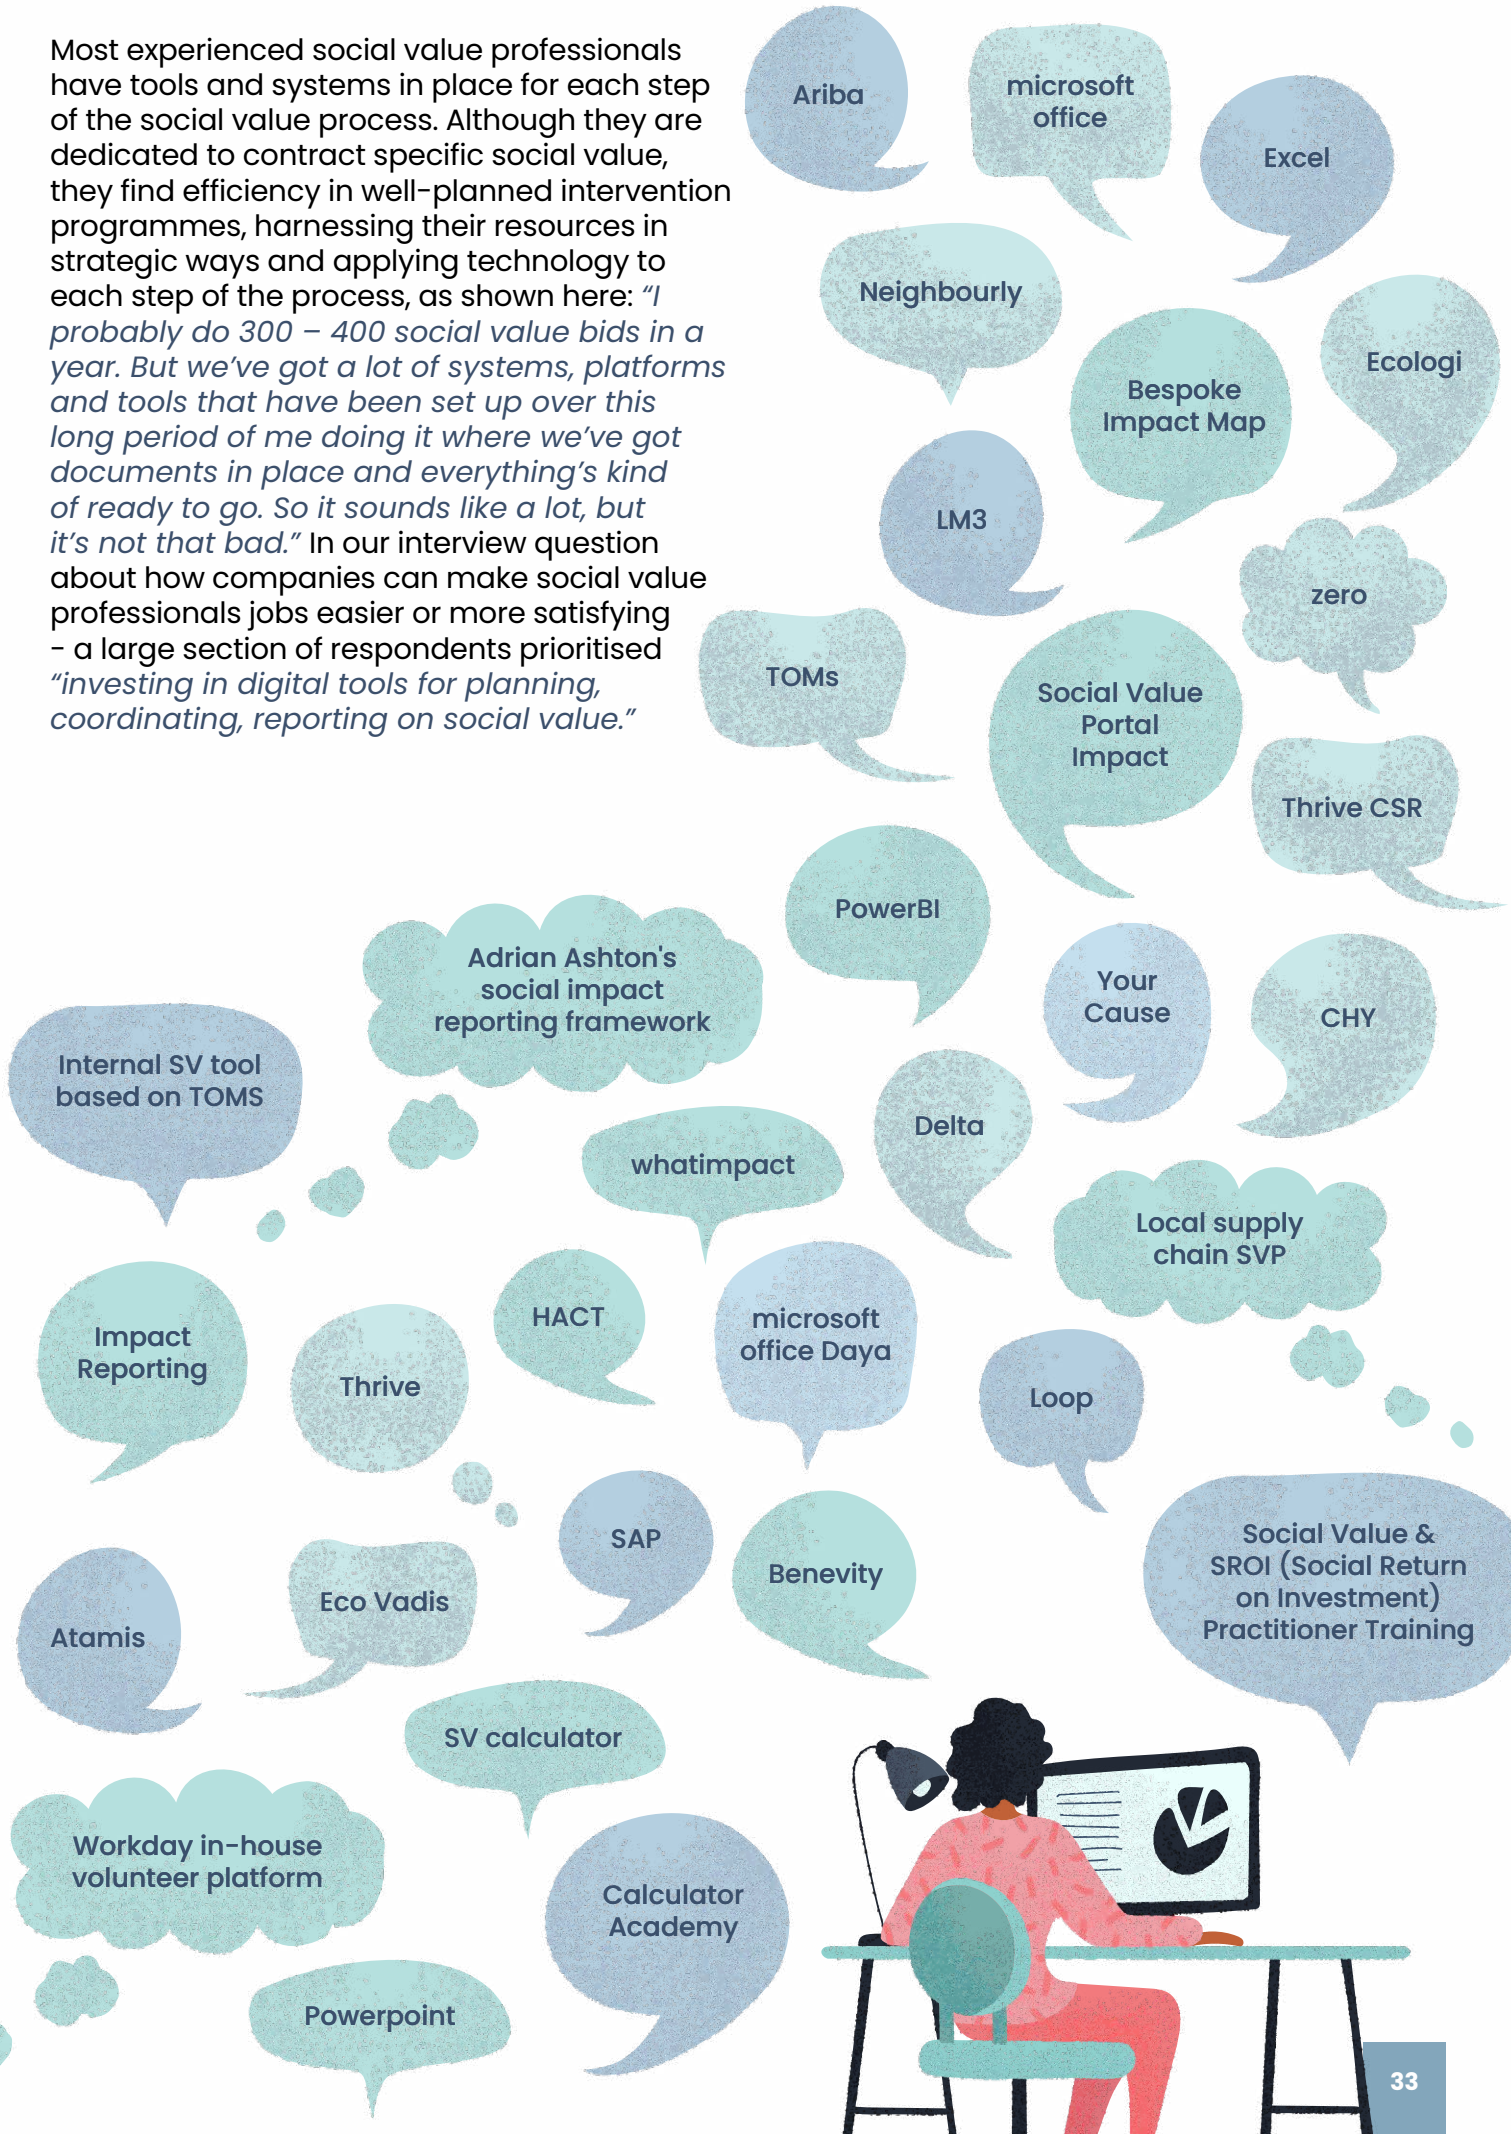 Most experienced social value professionals
have tools and systems in place for each step
of the social value process. Although they are
dedicated to contract specific social value,
they find efficiency in well-planned intervention
programmes, harnessing their resources in
strategic ways and applying technology to
each step of the process, as shown here: “I
probably do 300 – 400 social value bids in a
year. But we’ve got a lot of systems, platforms
and tools that have been set up over this
long period of me doing it where we’ve got
documents in place and everything’s kind
of ready to go. So it sounds like a lot, but
it’s not that bad.” In our interview question
about how companies can make social value
professionals jobs easier or more satisfying
- a large section of respondents prioritised
“investing in digital tools for planning,
coordinating, reporting on social value.”
Ariba
microsoft
office
Excel
Neighbourly
Ecologi
Bespoke
Impact Map
LM3
zero
TOMs
Social Value
Portal
Impact
Thrive CSR
PowerBI
Adrian Ashton's
social impact
reporting framework
Your
Cause
CHY
Internal SV tool
based on TOMS
Delta
whatimpact
Local supply
chain SVP
Impact
Reporting
Thrive
HACT
microsoft
office Daya
Loop
SAP
Benevity
Social Value &
SROI (Social Return
on Investment)
Practitioner Training
Atamis
Eco Vadis
SV calculator
Workday in-house
volunteer platform
Calculator
Academy
Powerpoint
33